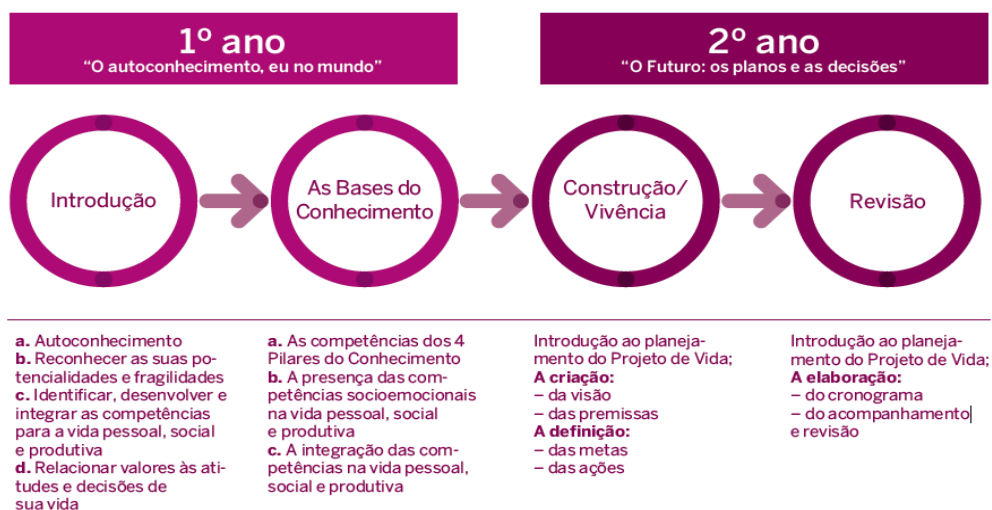 1º ano
“O autoconhecimento, eu no mundo”
2º ano
“O Futuro: os planos e as decisões”
Introdução
As Bases do
Conhecimento
Construção/
Vivência
Revisão
a. Autoconhecimento
b. Reconhecer as suas po-
tencialidades e fragilidades
c. Identificar, desenvolver e
integrar as competências
para a vida pessoal, social
e produtiva
d. Relacionar valores às ati-
tudes e decisões de
sua vida
a. As competências dos 4
Pilares do Conhecimento
b. A presença das com-
petências socioemocionais
na vida pessoal, social
e produtiva
c. A integração das com-
petências na vida pessoal,
social e produtiva
Introdução ao planeja-
mento do Projeto de Vida;
A criação:
– da visão
– das premissas
A definição:
– das metas
– das ações
Introdução ao planeja-
mento do Projeto de Vida;
A elaboração:
– do cronograma
– do acompanhamento
e revisão